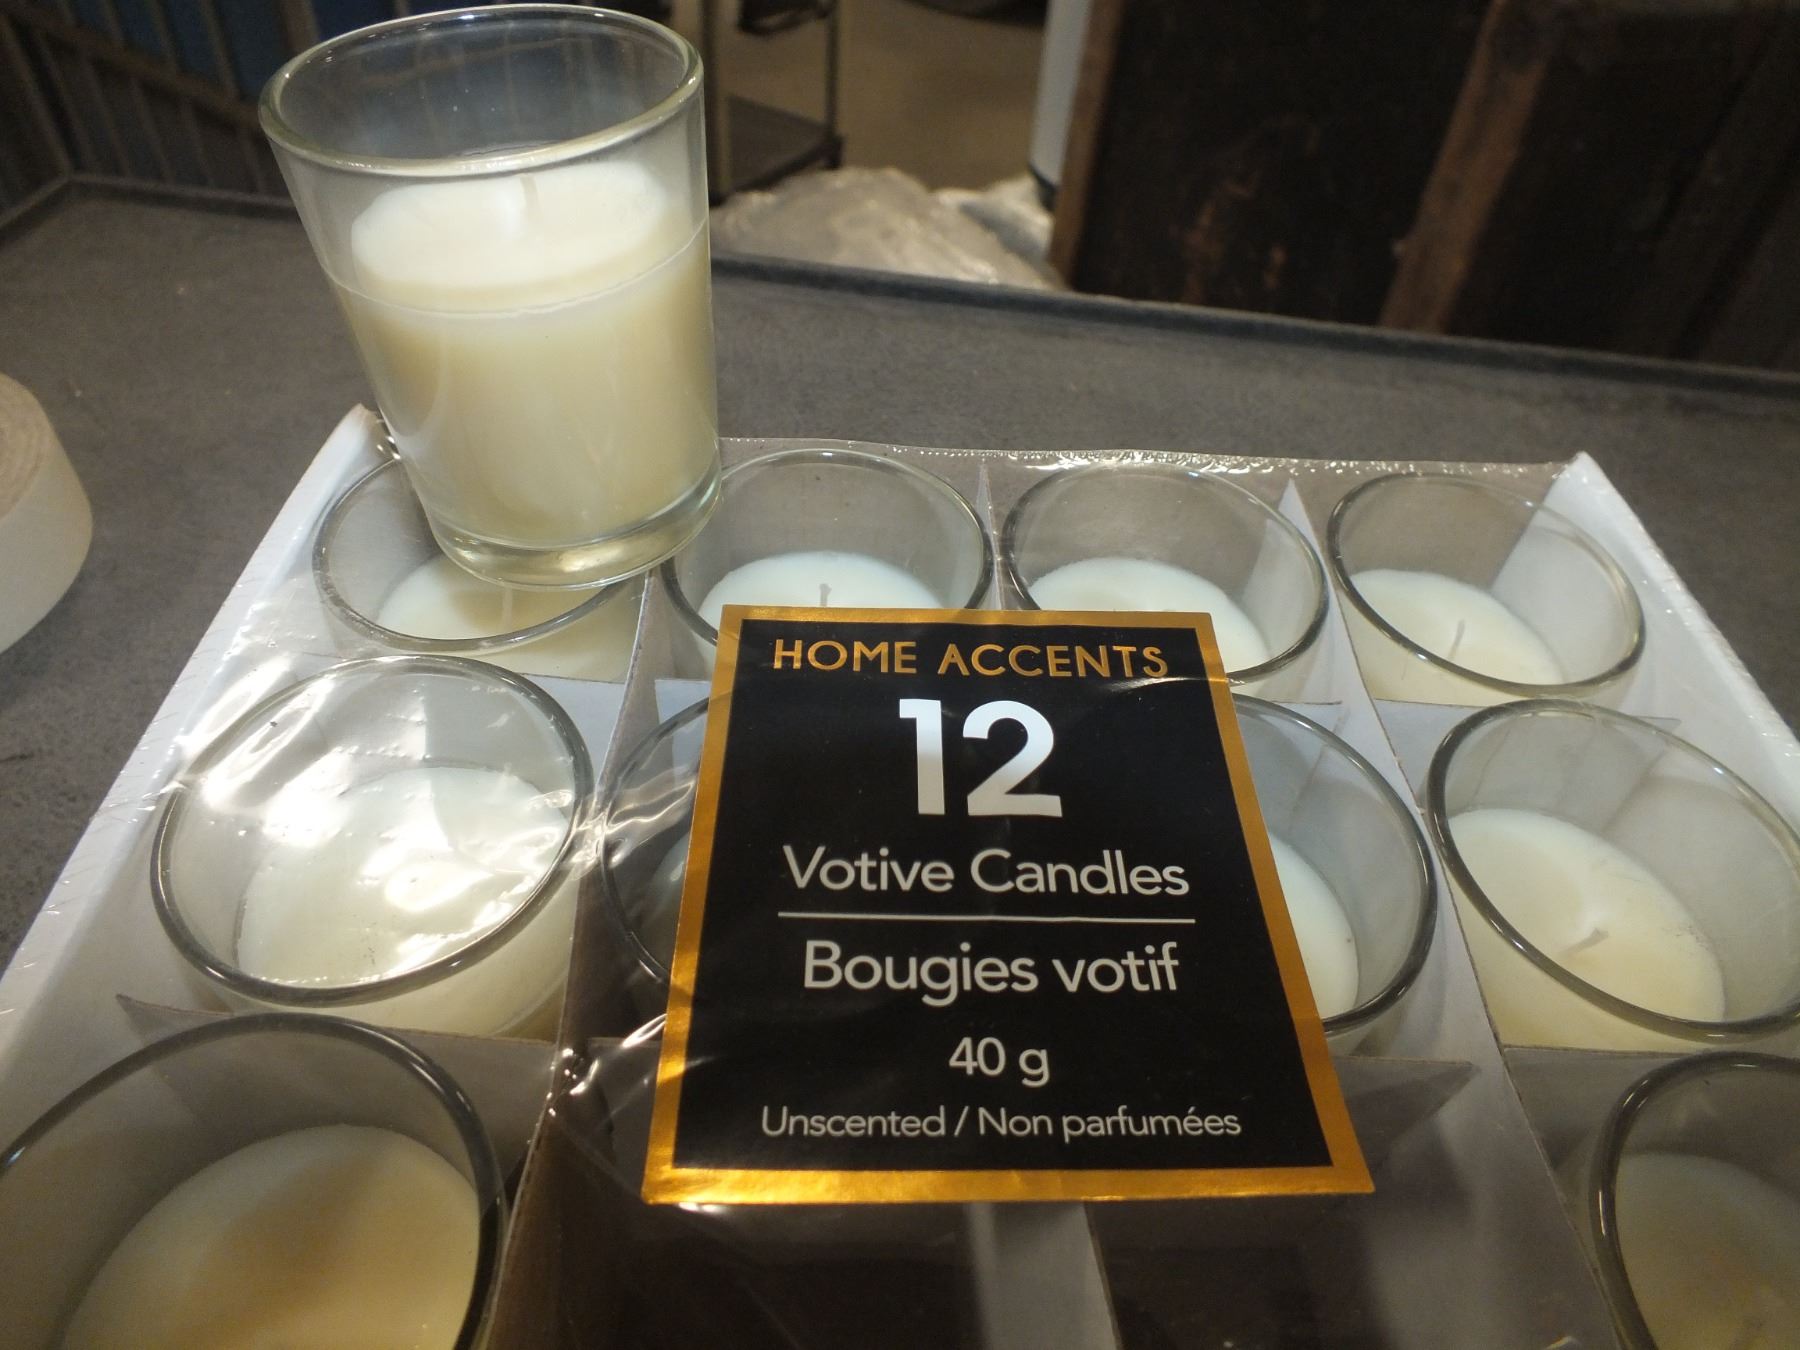 HOME ACCENTS
12
Votive Candles
Bougies votif
40 g
Unscented / Non parfumées